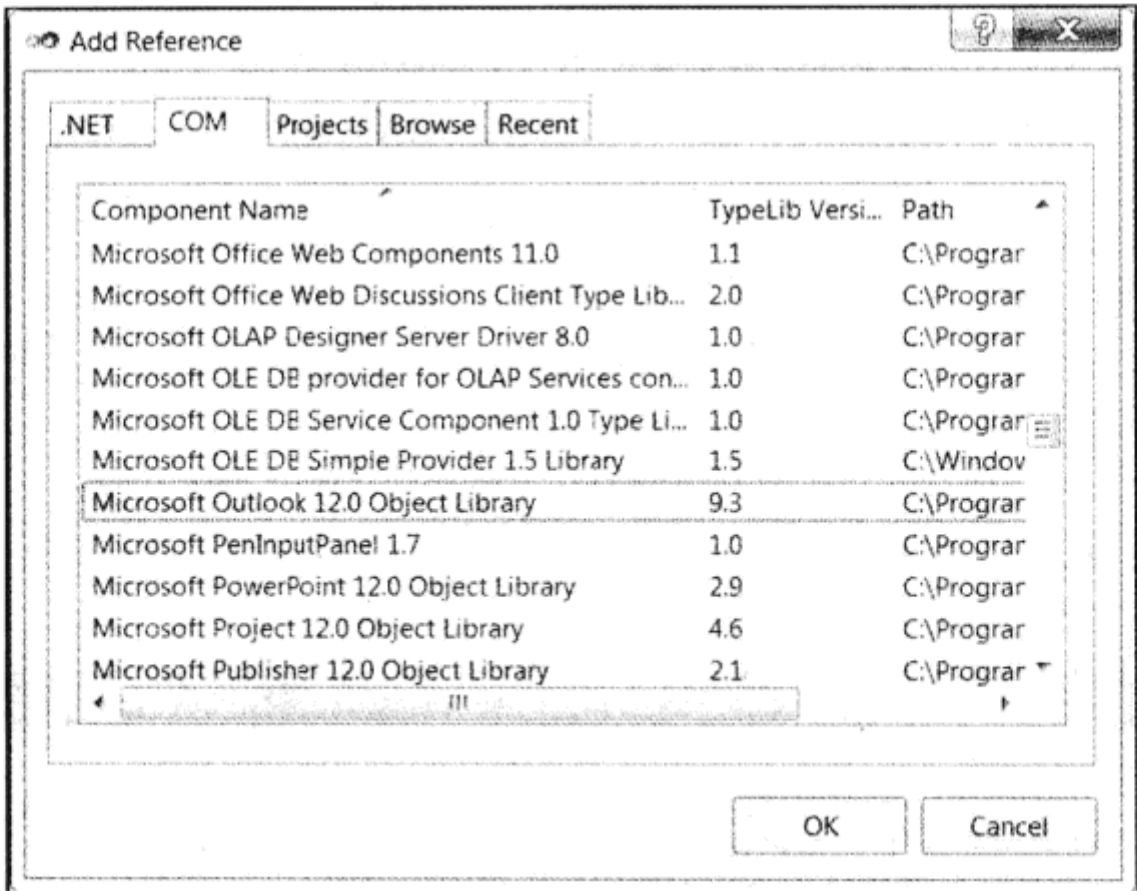 Add Reference
.NET COM Projects Browse Recent
Component Name TypeLib Versi... Path
Microsoft Office Web Components 11.0 1.1 C:\Prograr
Microsoft Office Web Discussions Client Type Lib... 2.0 C:\Prograr
Microsoft OLAP Designer Server Driver 8.0 1.0 C:\Prograr
Microsoft OLE DB provider for OLAP Services con... 1.0 C:\Prograr
Microsoft OLE DB Service Component 1.0 Type Li... 1.0 C:\Prograr
Microsoft OLE DB Simple Provider 1.5 Library 1.5 C:\Window
Microsoft Outlook 12.0 Object Library 9.3 C:\Prograr
Microsoft PenInputPanel 1.7 1.0 C:\Prograr
Microsoft PowerPoint 12.0 Object Library 2.9 C:\Prograr
Microsoft Project 12.0 Object Library 4.6 C:\Prograr
Microsoft Publisher 12.0 Object Library 2.1 C:\Prograr
OK Cancel